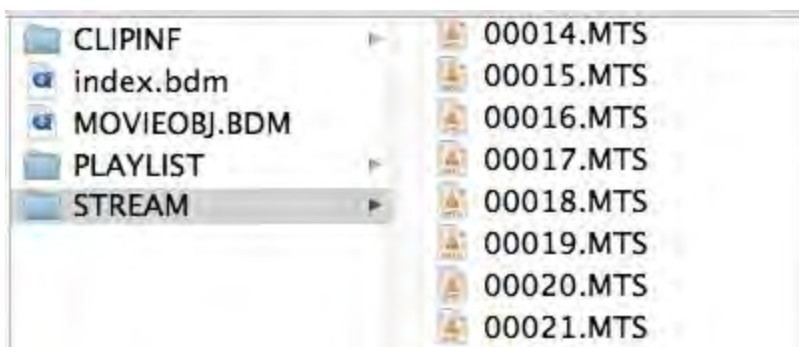 CLIPINF
index.bdm
MOVIEOBJ.BDM
PLAYLIST
STREAM
00014.MTS
00015.MTS
00016.MTS
00017.MTS
00018.MTS
00019.MTS
00020.MTS
00021.MTS